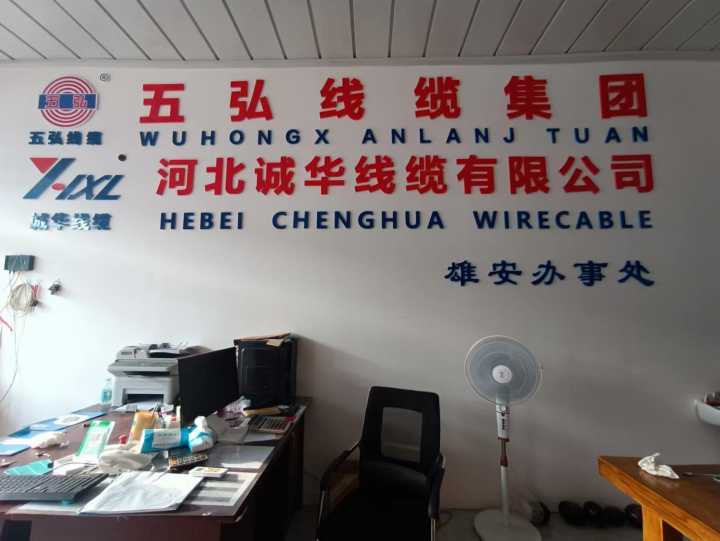 五弘
®
五弘线缆
五弘线缆集团
WUHONGX ANLANJ TUAN
HXL
诚华线缆
河北诚华线缆有限公司
HEBEI CHENGHUA WIRECABLE
雄安办事处